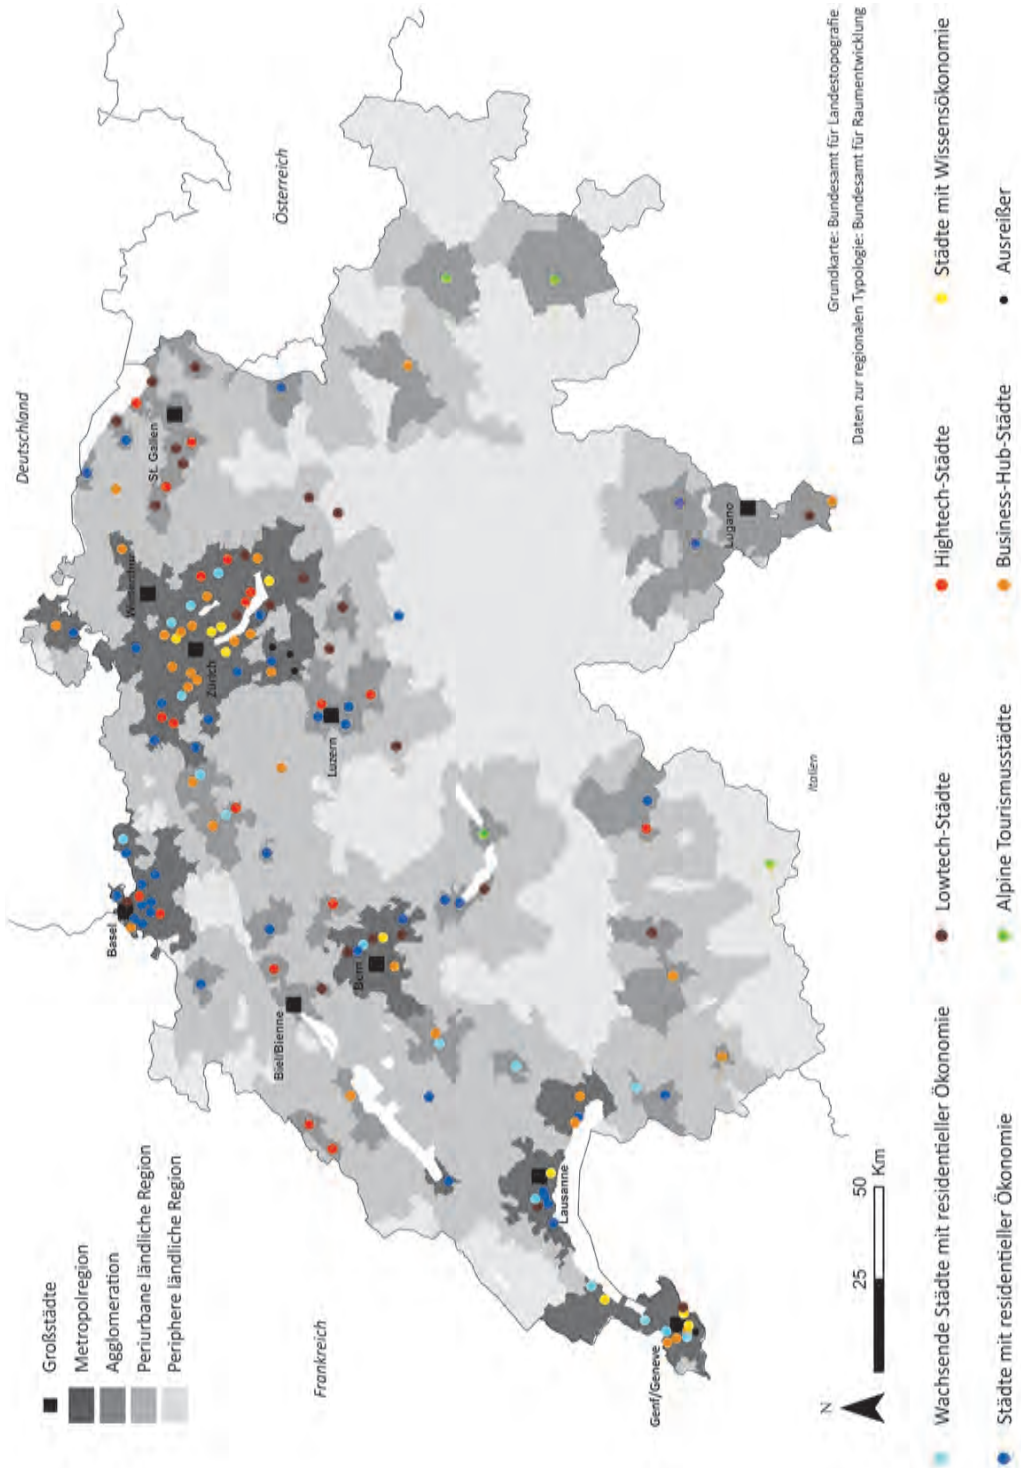 Großstädte
Metropolregion
Agglomeration
Periurbane ländliche Region
Periphere ländliche Region
Deutschland
Österreich
Frankreich
Italien
Basel
Winterthur
St. Gallen
Zürich
Luzern
Biel/Bienne
Bern
Lausanne
Genf/Geneve
Lugano
N
25
50
Km
Grundkarte: Bundesamt für Landestopografie
Daten zur regionalen Typologie: Bundesamt für Raumentwicklung
Wachsende Städte mit residentieller Ökonomie
Lowtech-Städte
Hightech-Städte
Städte mit Wissensökonomie
Städte mit residentieller Ökonomie
Alpine Tourismusstädte
Business-Hub-Städte
Ausreißer